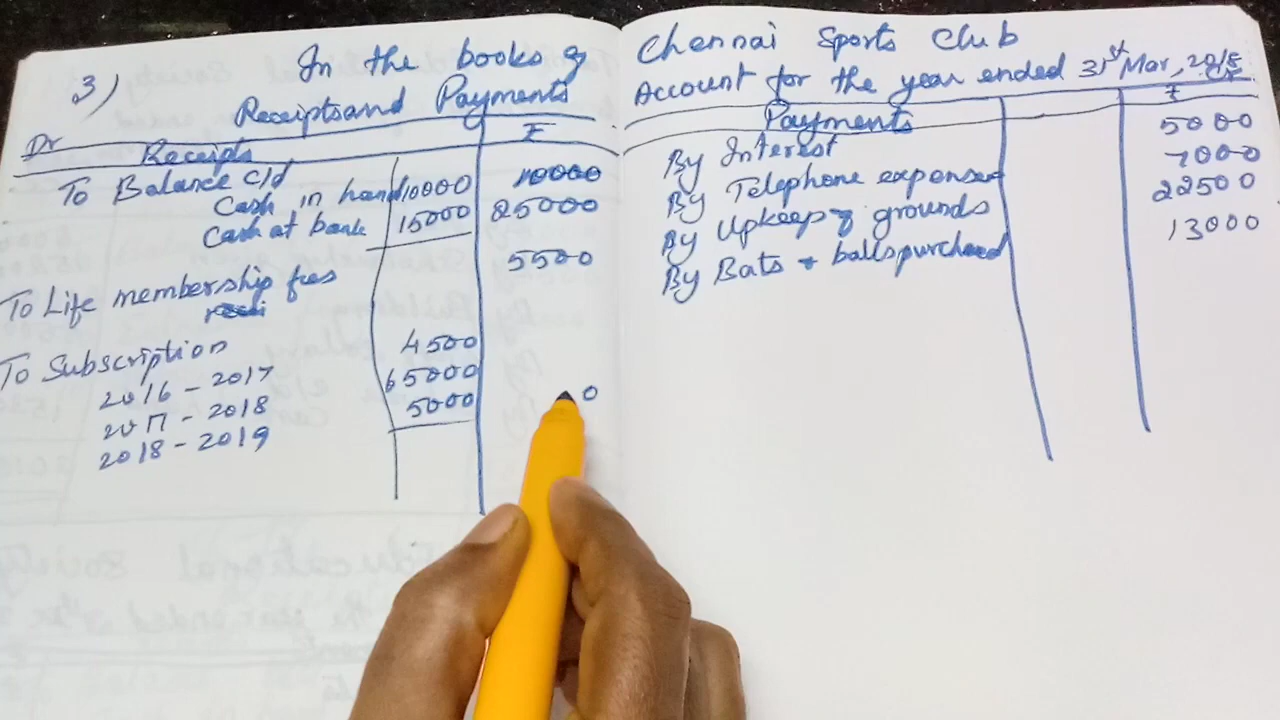 3)
In the books of Chennai Sports Club
Receipts and Payments Account for the year ended 31st Mar, 2018
Dr Receipts ₹
To Balance c/d
Cash in hand 10000 10000
Cash at bank 15000 25000
To Life membership fees 5500
To Subscription
2016 - 2017 4500
2017 - 2018 65000
2018 - 2019 5000 0
Cr
Payments ₹
By Interest 5000
By Telephone expenses 7000
By Upkeep of grounds 22500
By Bats & balls purchased 13000